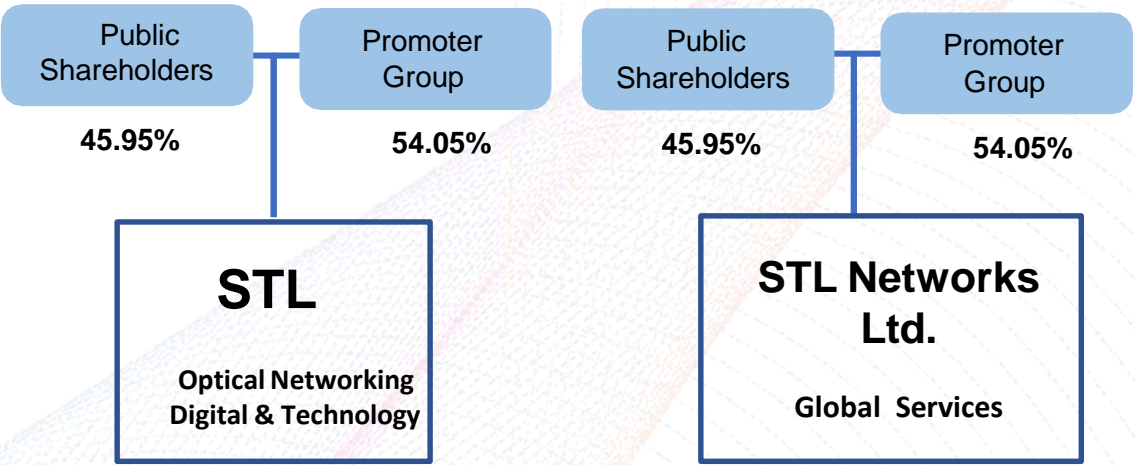 Public
Shareholders
Promoter
Group
Public
Shareholders
Promoter
Group
45.95%
54.05%
45.95%
54.05%
STL
Optical Networking
Digital & Technology
STL Networks
Ltd.
Global Services